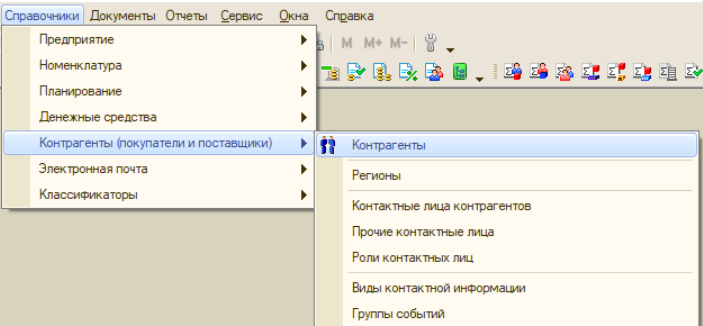 Справочники Документы Отчеты Сервис Окна Справка
Предприятие
M M+ M-
Номенклатура
Планирование
Денежные средства
Контрагенты (покупатели и поставщики)
Контрагенты
Электронная почта
Регионы
Классификаторы
Контактные лица контрагентов
Прочие контактные лица
Роли контактных лиц
Виды контактной информации
Группы событий